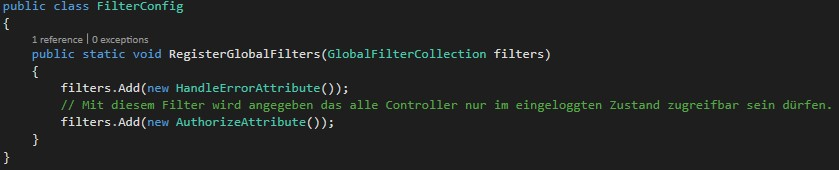 public class FilterConfig
{
1 reference | 0 exceptions
public static void RegisterGlobalFilters(GlobalFilterCollection filters)
{
filters.Add(new HandleErrorAttribute());
// Mit diesem Filter wird angegeben das alle Controller nur im eingeloggten Zustand zugreifbar sein dürfen.
filters.Add(new AuthorizeAttribute());
}
}